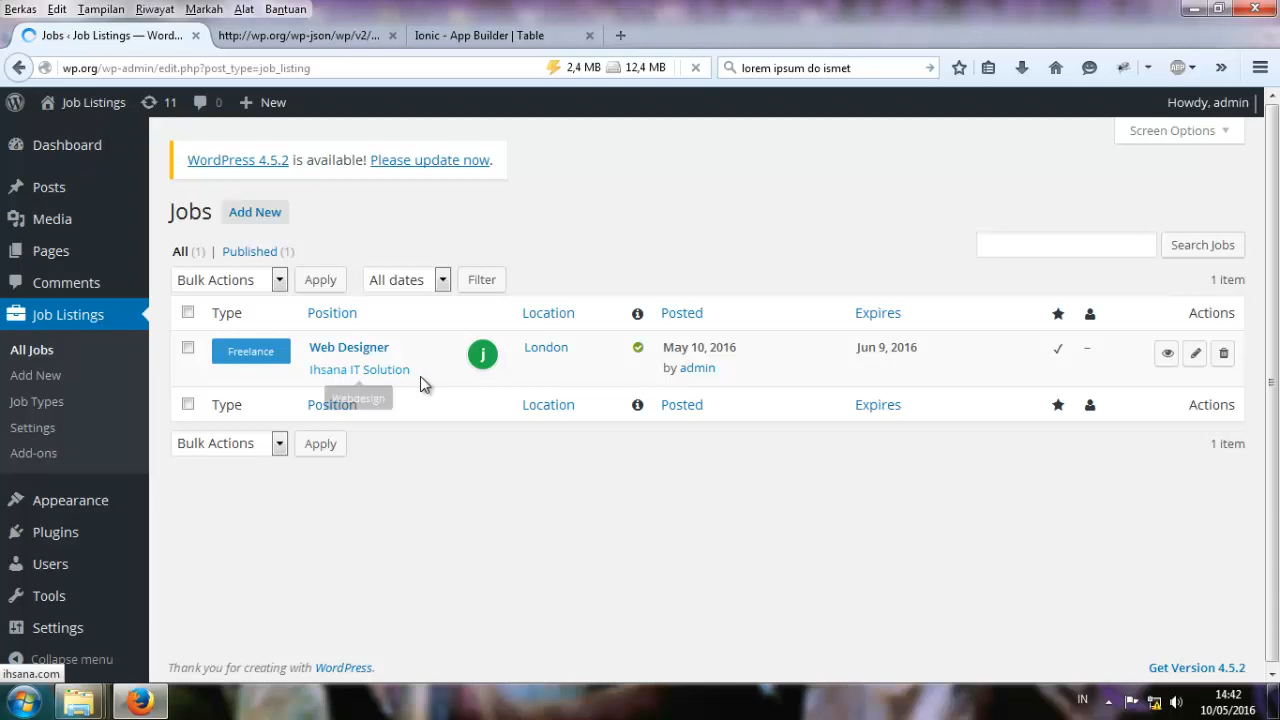 Berkas Edit Tampilan Riwayat Markah Alat Bantuan
Jobs ‹ Job Listings — Word... × http://wp.org/wp-json/wp/v2/... × Ionic - App Builder | Table × +
wp.org/wp-admin/edit.php?post_type=job_listing 2,4 MB 12,4 MB × lorem ipsum do ismet ABP
Job Listings 11 0 + New Howdy, admin
Screen Options
Dashboard
Posts
Media
Pages
Comments
Job Listings
All Jobs
Add New
Job Types
Settings
Add-ons
Appearance
Plugins
Users
Tools
Settings
Collapse menu
WordPress 4.5.2 is available! Please update now.
Jobs Add New
All (1) | Published (1)
Search Jobs
Bulk Actions Apply All dates Filter 1 item
Type Position Location Posted Expires Actions
Freelance Web Designer j London May 10, 2016 Jun 9, 2016 ✓ –
Ihsana IT Solution by admin
Webdesign
Type Position Location Posted Expires Actions
Bulk Actions Apply 1 item
Thank you for creating with WordPress. Get Version 4.5.2
ihsana.com
IN 14:42
10/05/2016